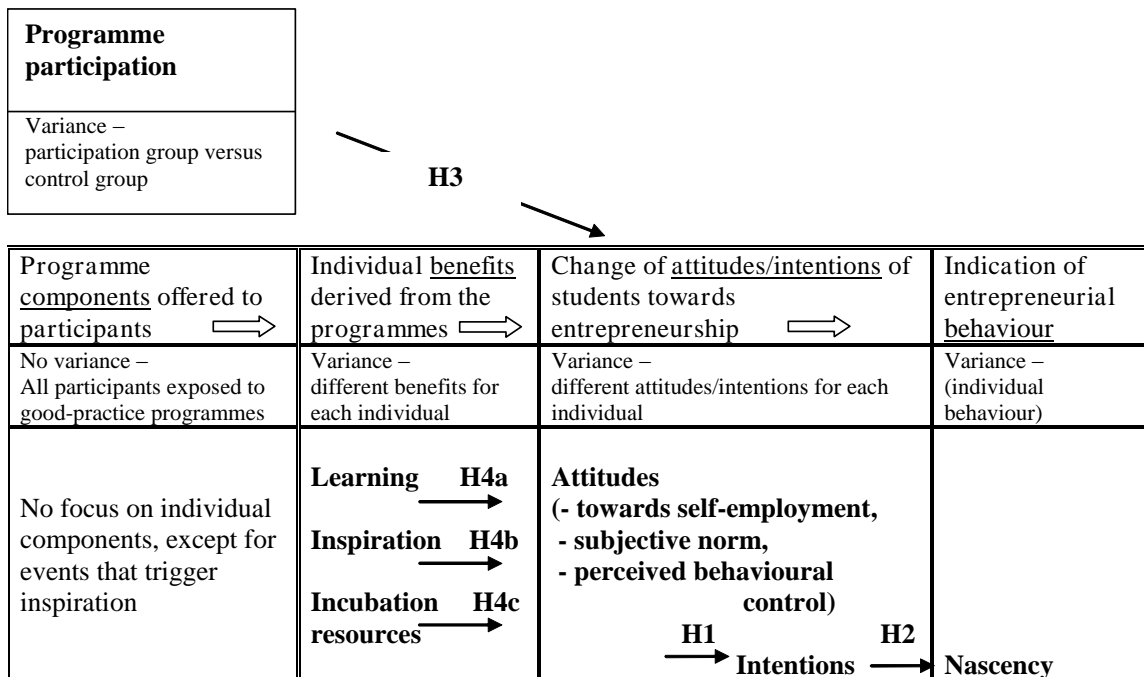 Programme
participation
Variance –
participation group versus
control group
H3
Programme
components offered to
participants
Individual benefits
derived from the
programmes
Change of attitudes/intentions of
students towards
entrepreneurship
Indication of
entrepreneurial
behaviour
No variance –
All participants exposed to
good-practice programmes
Variance –
different benefits for
each individual
Variance –
different attitudes/intentions for each
individual
Variance –
(individual
behaviour)
No focus on individual
components, except for
events that trigger
inspiration
Learning H4a
Inspiration H4b
Incubation H4c
resources
Attitudes
(- towards self-employment,
- subjective norm,
- perceived behavioural
control)
H1 H2
Intentions
Nascency